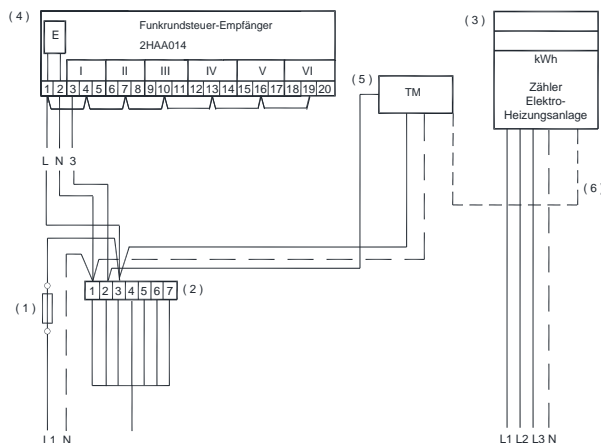 ( 4 )
Funkrundsteuer-Empfänger
E
2HAA014
I II III IV V VI
1 2 3 4 5 6 7 8 9 10 11 12 13 14 15 16 17 18 19 20
( 3 )
kWh
Zähler
Elektro-
Heizungsanlage
( 5 )
TM
L N 3
( 6 )
( 1 )
1 2 3 4 5 6 7
( 2 )
L1 N
L1 L2 L3 N